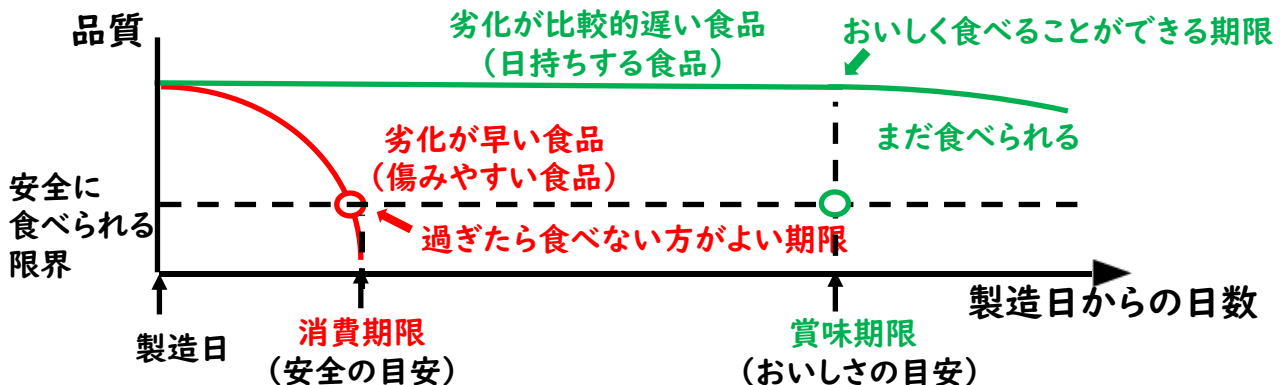 品質
劣化が比較的遅い食品
（日持ちする食品）
おいしく食べることができる期限
劣化が早い食品
（傷みやすい食品）
まだ食べられる
安全に
食べられる
限界
過ぎたら食べない方がよい期限
製造日からの日数
製造日
消費期限
（安全の目安）
賞味期限
（おいしさの目安）